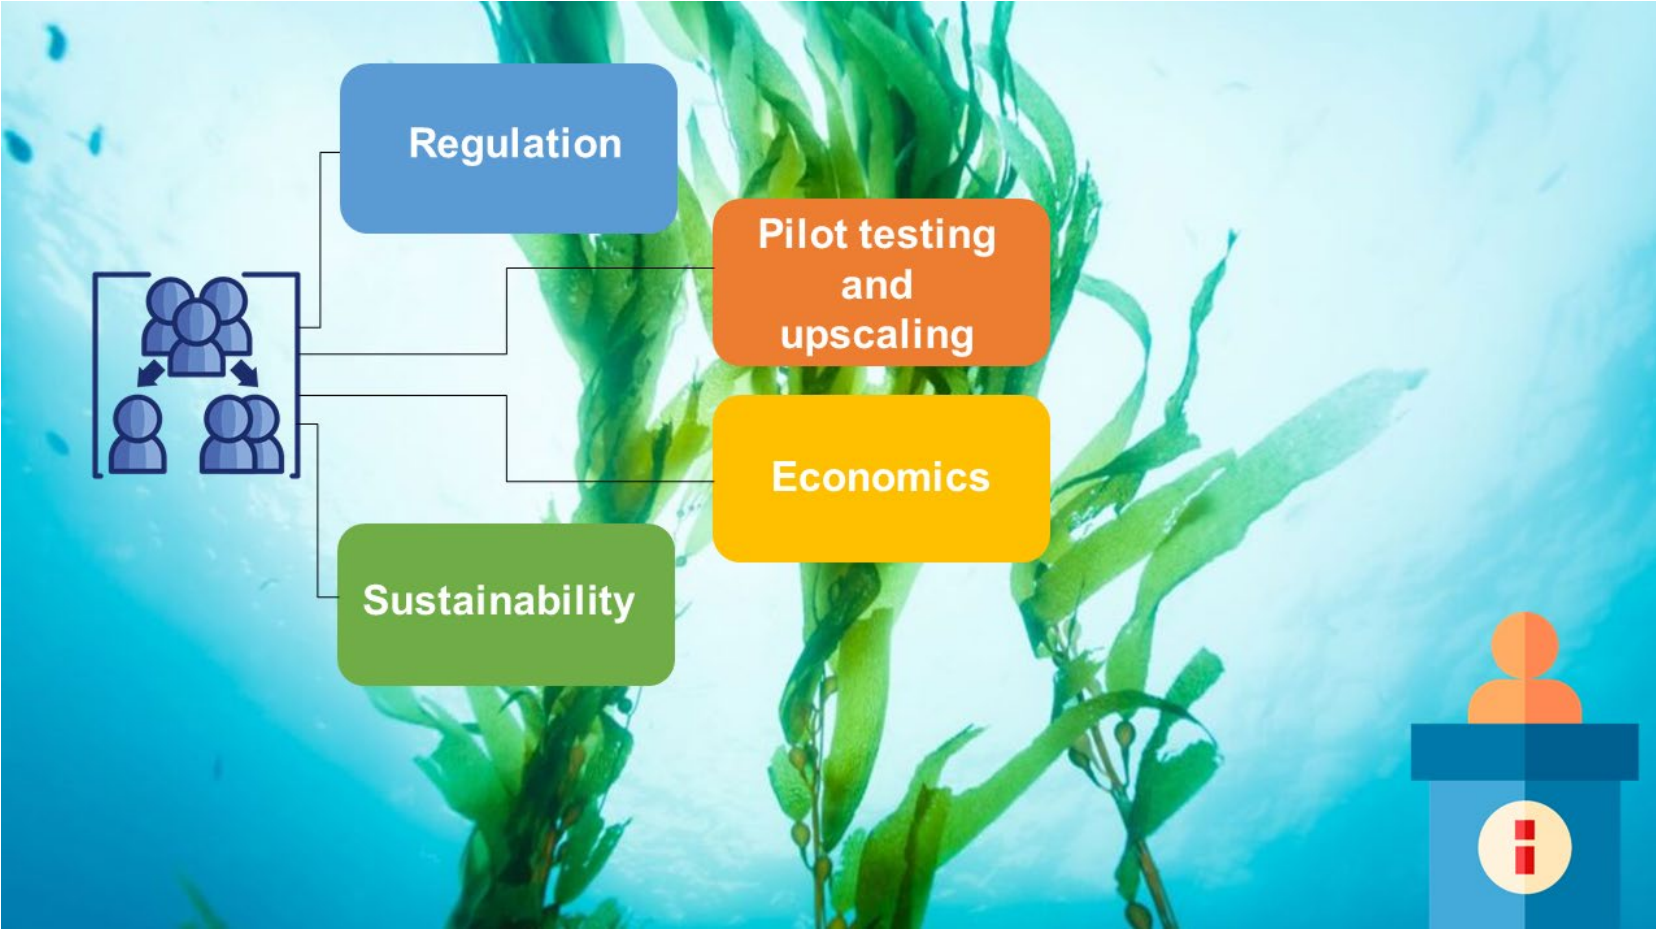 Regulation
Pilot testing
and
upscaling
Economics
Sustainability